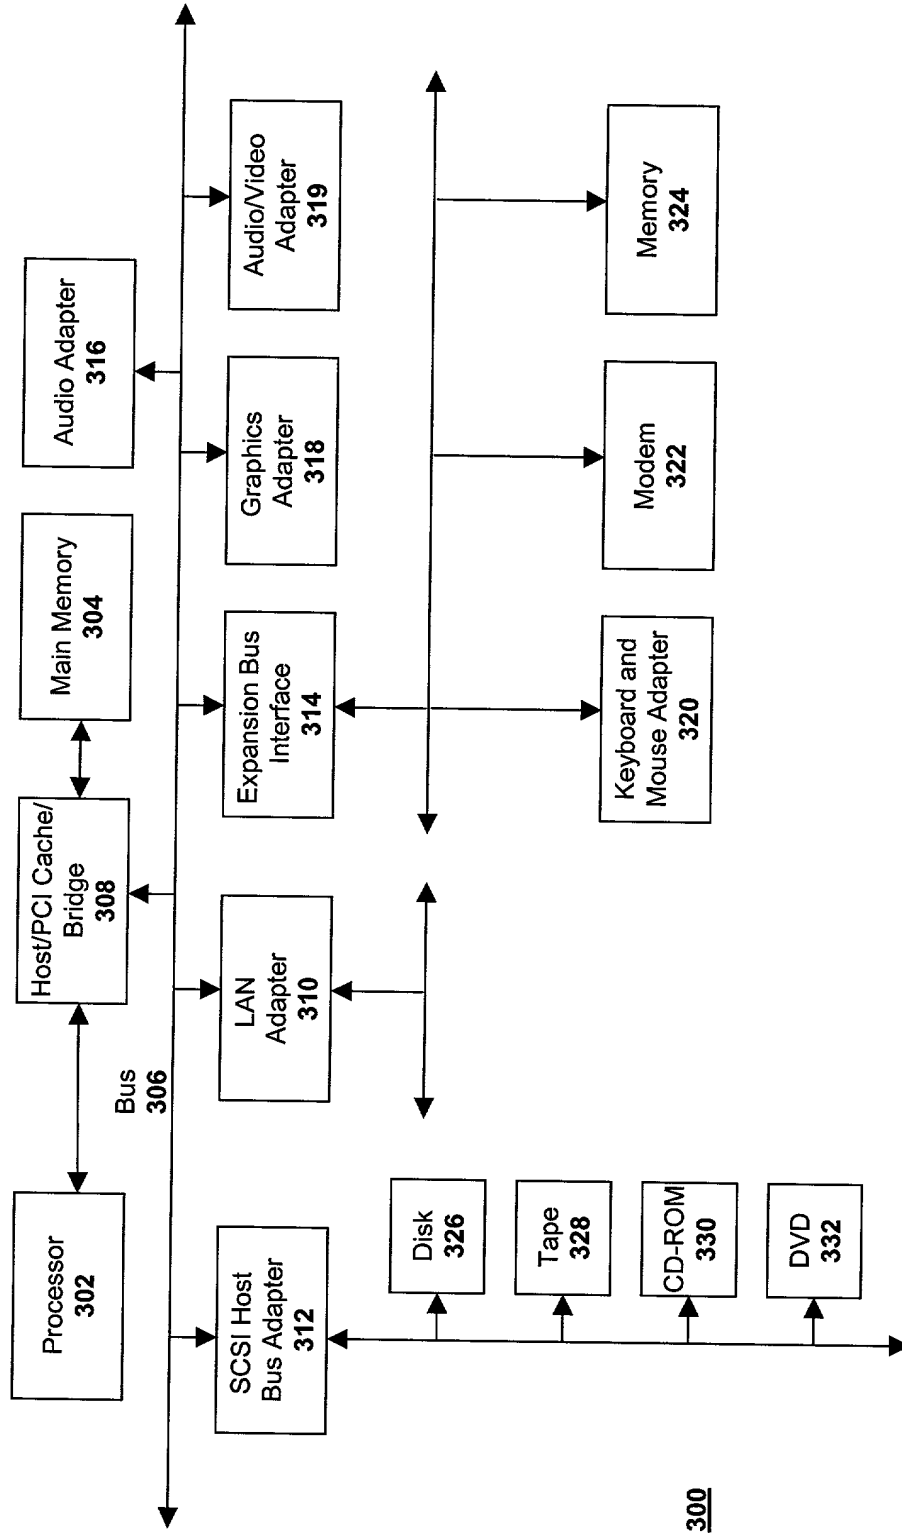 Processor
302
Host/PCI Cache/
Bridge
308
Main Memory
304
Audio Adapter
316
Bus
306
SCSI Host
Bus Adapter
312
LAN
Adapter
310
Expansion Bus
Interface
314
Graphics
Adapter
318
Audio/Video
Adapter
319
Disk
326
Tape
328
CD-ROM
330
DVD
332
Keyboard and
Mouse Adapter
320
Modem
322
Memory
324
300